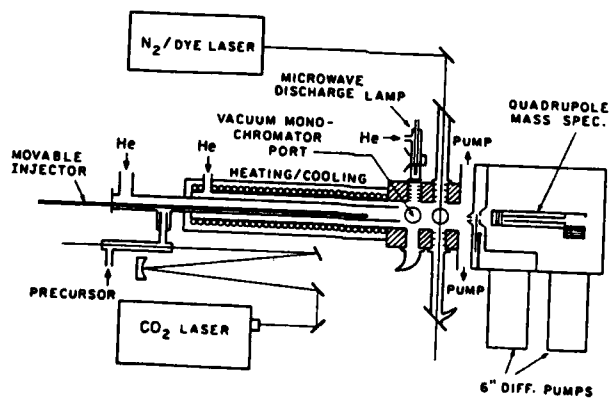 N₂/DYE LASER
MICROWAVE
DISCHARGE LAMP
VACUUM MONO-
CHROMATOR
PORT
He
PUMP
QUADRUPOLE
MASS SPEC.
He
He
HEATING/COOLING
MOVABLE
INJECTOR
PRECURSOR
CO₂ LASER
PUMP
6" DIFF. PUMPS